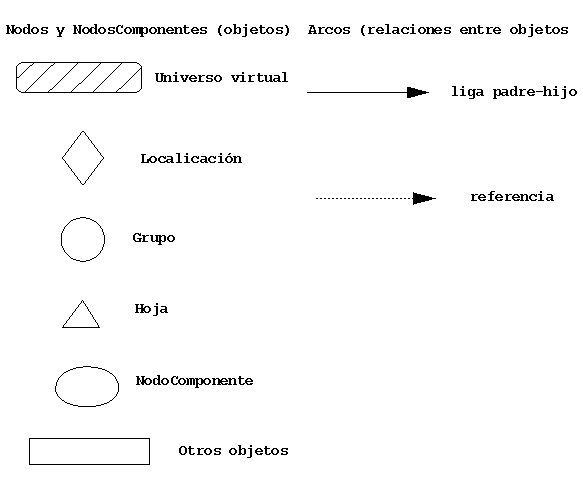 Nodos y NodosComponentes (objetos) Arcos (relaciones entre objetos
Universo virtual
liga padre-hijo
Localicación
referencia
Grupo
Hoja
NodoComponente
Otros objetos